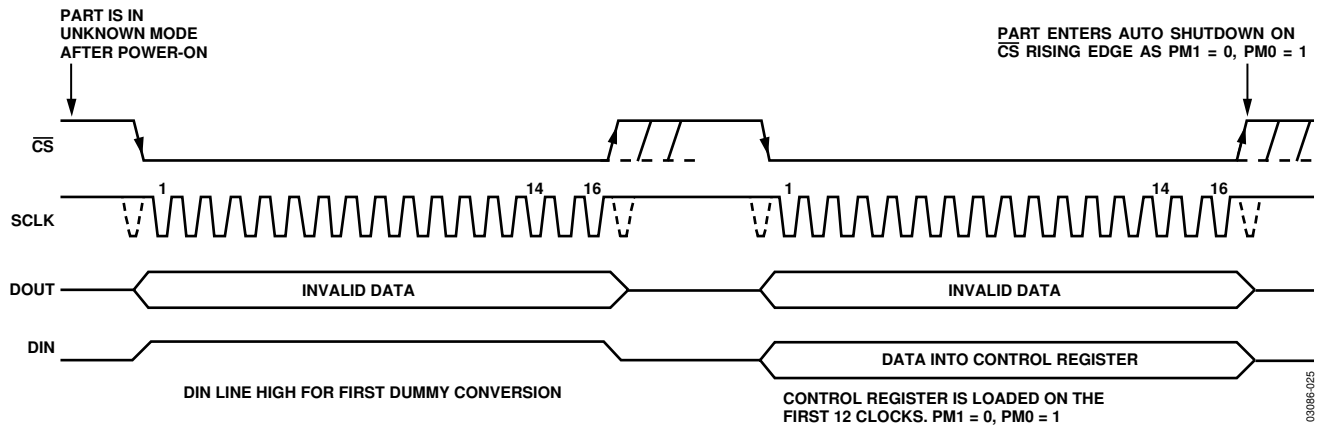 PART IS IN
UNKNOWN MODE
AFTER POWER-ON
PART ENTERS AUTO SHUTDOWN ON
CS RISING EDGE AS PM1 = 0, PM0 = 1
CS
1 14 16 1 14 16
SCLK
DOUT INVALID DATA INVALID DATA
DIN DATA INTO CONTROL REGISTER
DIN LINE HIGH FOR FIRST DUMMY CONVERSION
CONTROL REGISTER IS LOADED ON THE
FIRST 12 CLOCKS. PM1 = 0, PM0 = 1
03086-025